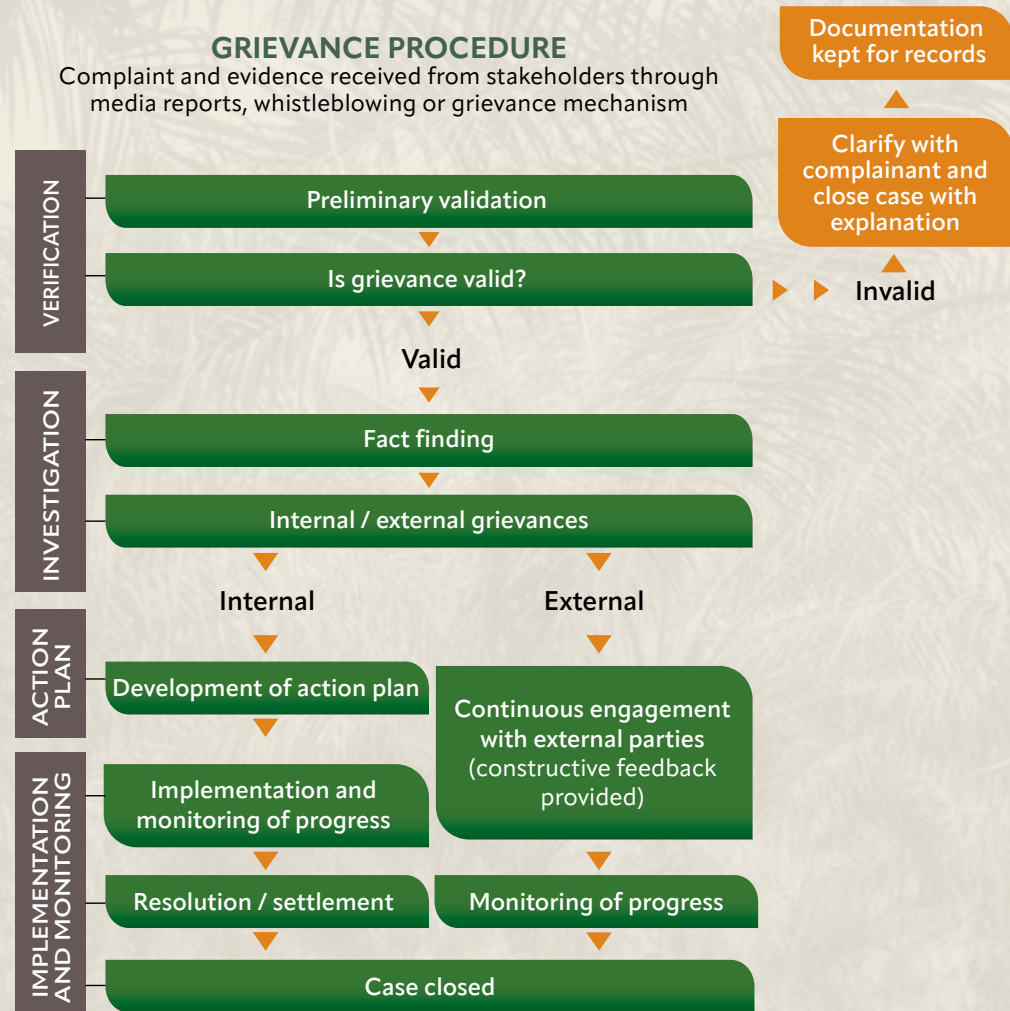 GRIEVANCE PROCEDURE
Complaint and evidence received from stakeholders through
media reports, whistleblowing or grievance mechanism
Documentation
kept for records
Clarify with
complainant and
close case with
explanation
VERIFICATION
Preliminary validation
Is grievance valid?
Invalid
Valid
INVESTIGATION
Fact finding
Internal / external grievances
Internal
External
ACTION
PLAN
Development of action plan
Continuous engagement
with external parties
(constructive feedback
provided)
IMPLEMENTATION
AND MONITORING
Implementation and
monitoring of progress
Resolution / settlement
Monitoring of progress
Case closed